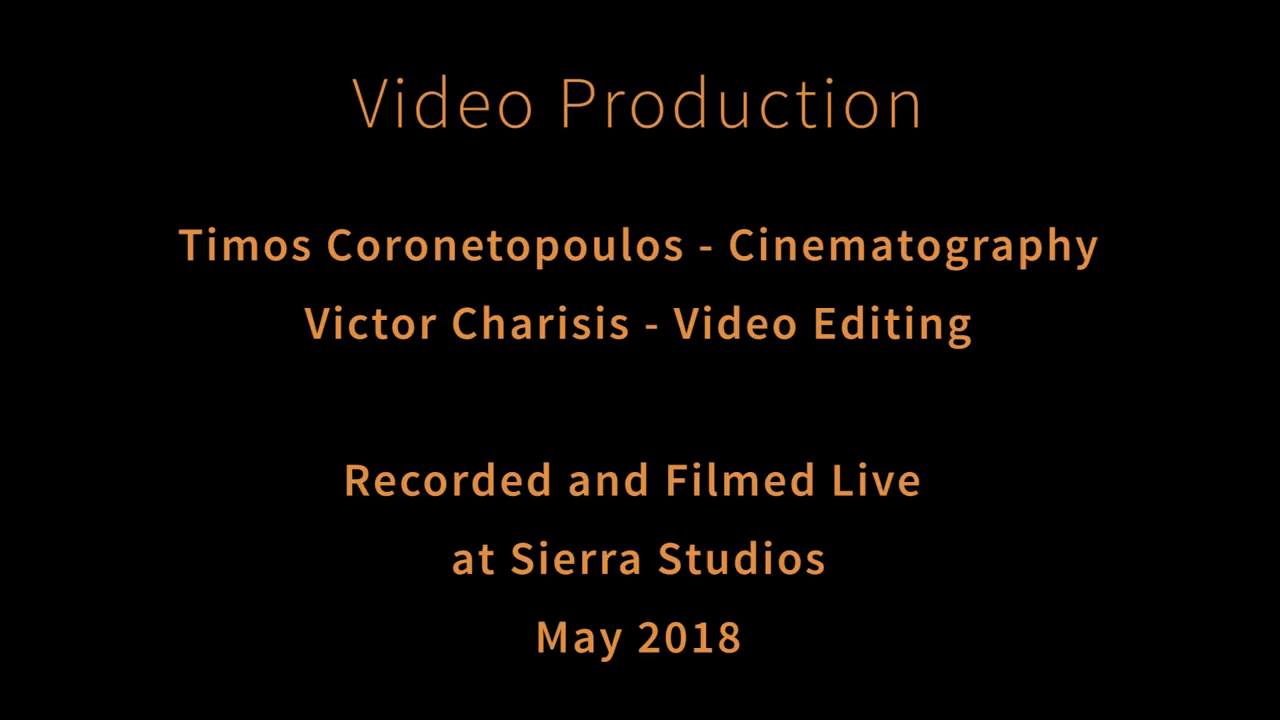 Video Production
Timos Coronetopoulos - Cinematography
Victor Charisis - Video Editing
Recorded and Filmed Live
at Sierra Studios
May 2018